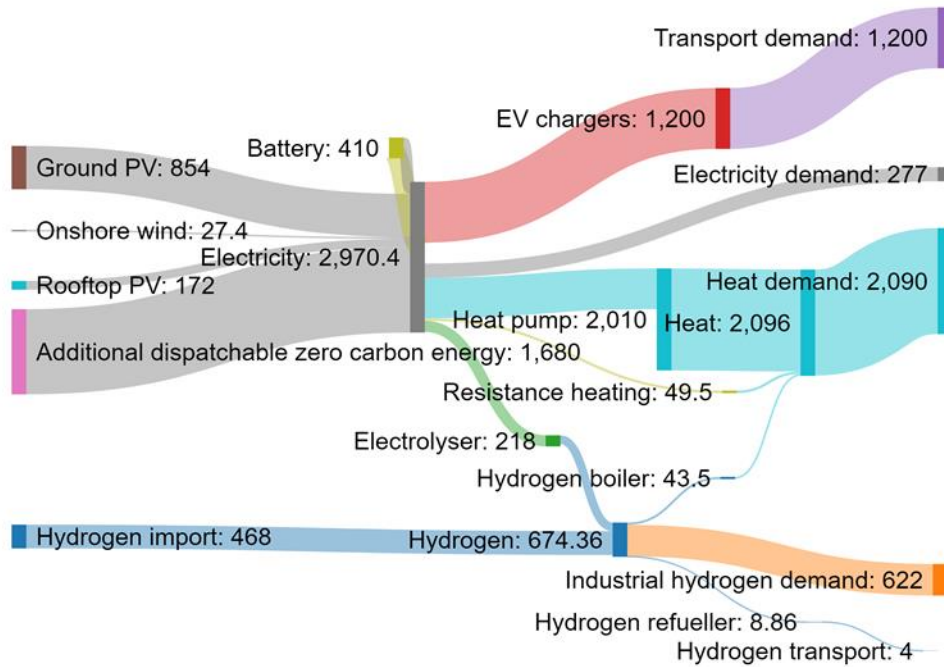 Transport demand: 1,200
EV chargers: 1,200
Battery: 410
Ground PV: 854
Electricity demand: 277
Onshore wind: 27.4
Electricity: 2,970.4
Rooftop PV: 172
Heat demand: 2,090
Heat pump: 2,010
Heat: 2,096
Additional dispatchable zero carbon energy: 1,680
Resistance heating: 49.5
Electrolyser: 218
Hydrogen boiler: 43.5
Hydrogen import: 468
Hydrogen: 674.36
Industrial hydrogen demand: 622
Hydrogen refueller: 8.86
Hydrogen transport: 4